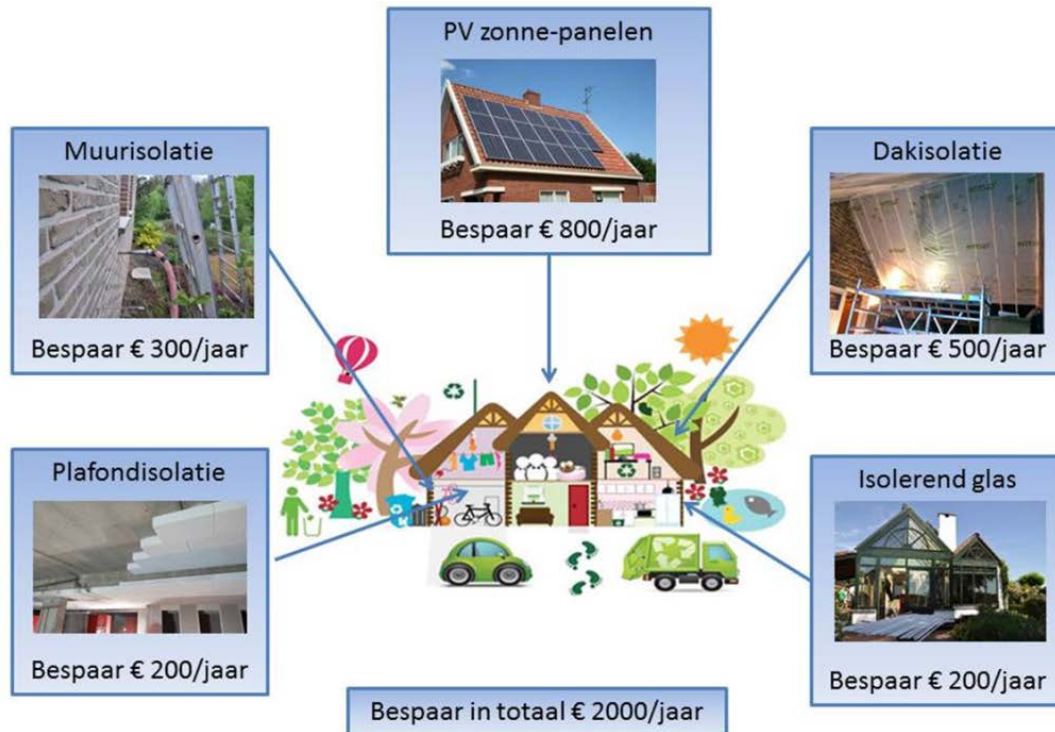 PV zonne-panelen
Bespaar € 800/jaar
Muurisolatie
Bespaar € 300/jaar
Dakisolatie
Bespaar € 500/jaar
Plafondisolatie
Bespaar € 200/jaar
Isolerend glas
Bespaar € 200/jaar
Bespaar in totaal € 2000/jaar